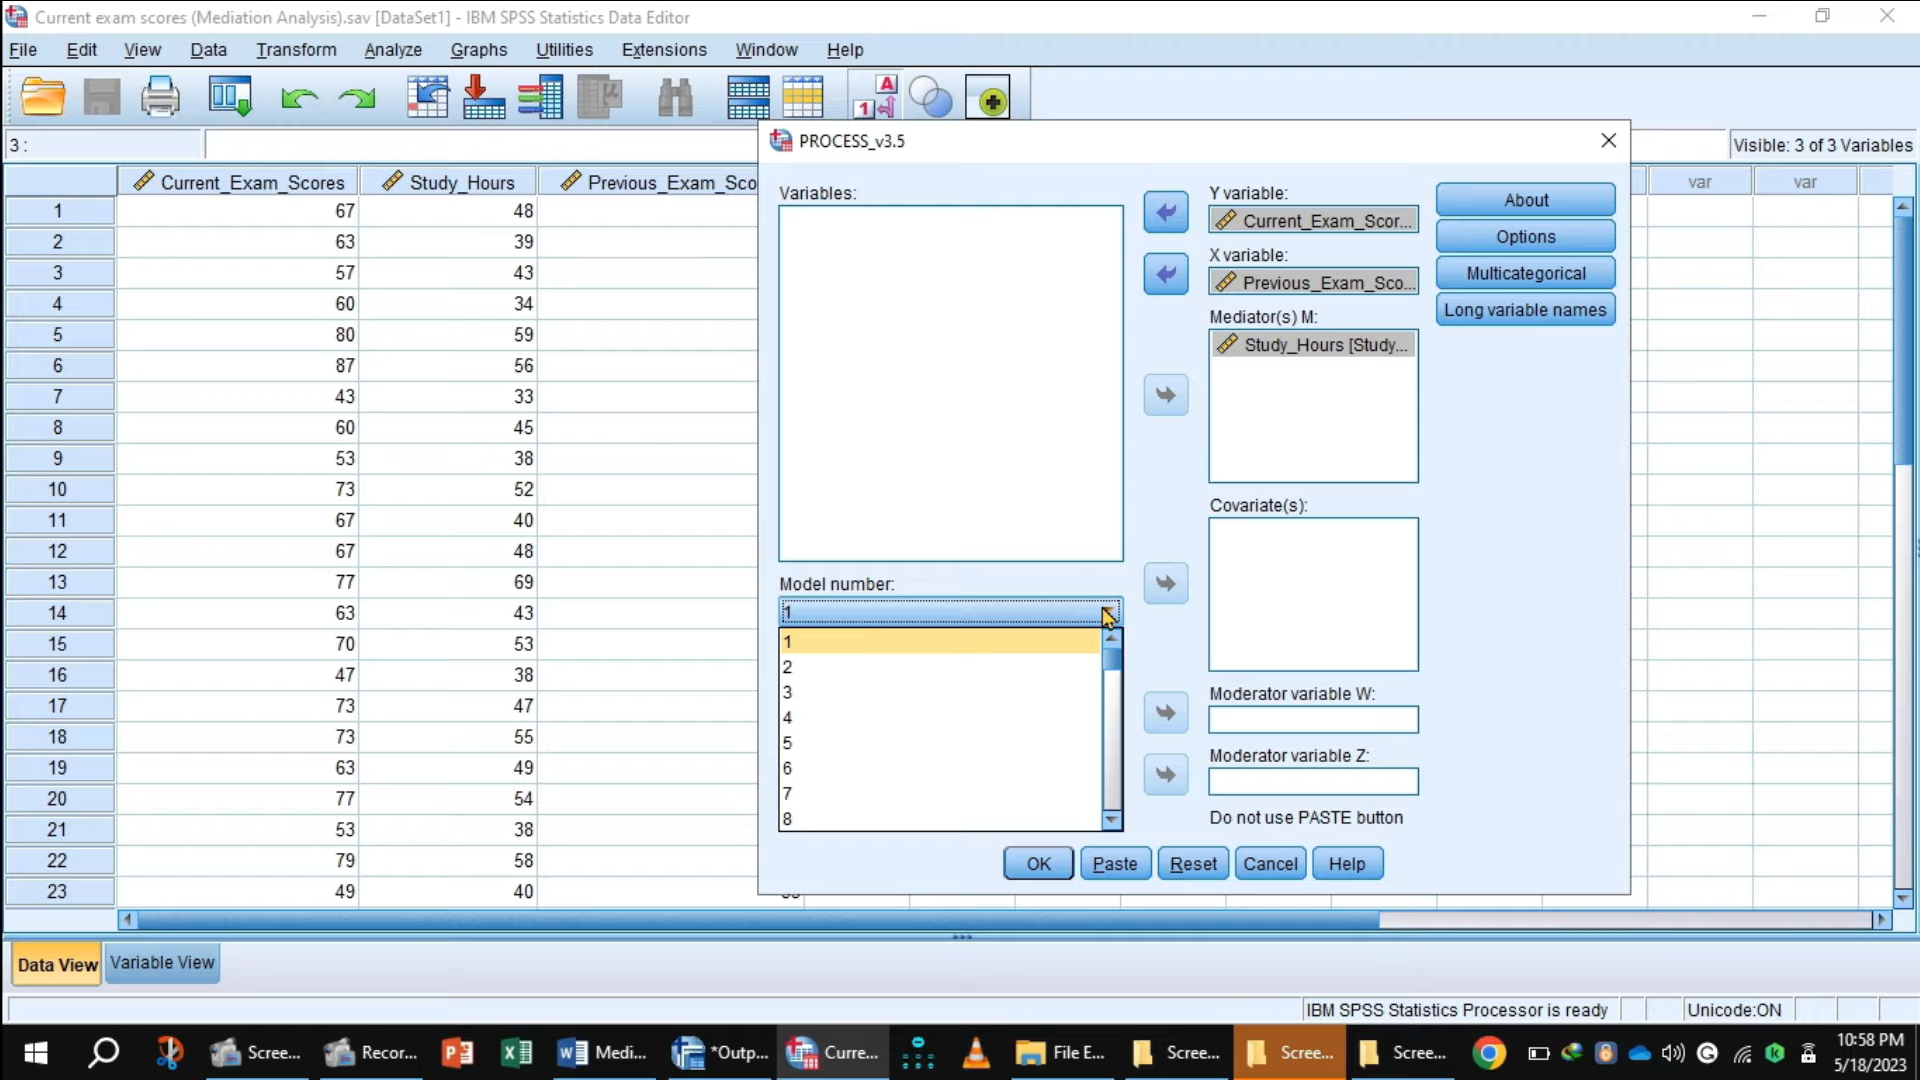 Current exam scores (Mediation Analysis).sav [DataSet1] - IBM SPSS Statistics Data Editor
File Edit View Data Transform Analyze Graphs Utilities Extensions Window Help
3 :
Visible: 3 of 3 Variables
Current_Exam_Scores Study_Hours Previous_Exam_Sco var var
1 67 48
2 63 39
3 57 43
4 60 34
5 80 59
6 87 56
7 43 33
8 60 45
9 53 38
10 73 52
11 67 40
12 67 48
13 77 69
14 63 43
15 70 53
16 47 38
17 73 47
18 73 55
19 63 49
20 77 54
21 53 38
22 79 58
23 49 40
PROCESS_v3.5
Variables:
Model number:
1
1
2
3
4
5
6
7
8
Y variable:
Current_Exam_Scor...
X variable:
Previous_Exam_Sco...
Mediator(s) M:
Study_Hours [Study...
Covariate(s):
Moderator variable W:
Moderator variable Z:
Do not use PASTE button
About
Options
Multicategorical
Long variable names
OK Paste Reset Cancel Help
Data View Variable View
IBM SPSS Statistics Processor is ready Unicode:ON
Scree... Recor... Medi... *Outp... Curre... File E... Scree... Scree... Scree...
10:58 PM
5/18/2023